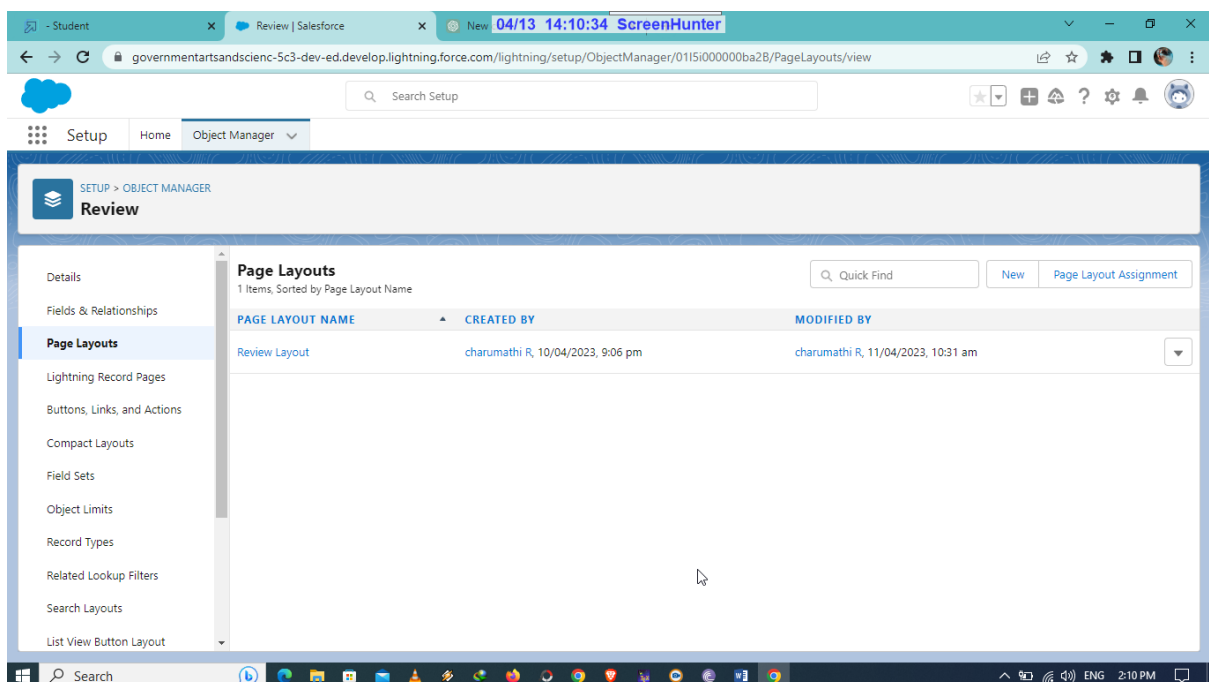 - Student
Review | Salesforce
New
04/13 14:10:34 ScreenHunter
governmentartsandscienc-5c3-dev-ed.develop.lightning.force.com/lightning/setup/ObjectManager/01I5i000000ba2B/PageLayouts/view
Search Setup
Setup
Home
Object Manager
SETUP > OBJECT MANAGER
Review
Details
Fields & Relationships
Page Layouts
Lightning Record Pages
Buttons, Links, and Actions
Compact Layouts
Field Sets
Object Limits
Record Types
Related Lookup Filters
Search Layouts
List View Button Layout
Page Layouts
1 Items, Sorted by Page Layout Name
Quick Find
New
Page Layout Assignment
PAGE LAYOUT NAME CREATED BY MODIFIED BY
Review Layout charumathi R, 10/04/2023, 9:06 pm charumathi R, 11/04/2023, 10:31 am
Search
ENG 2:10 PM